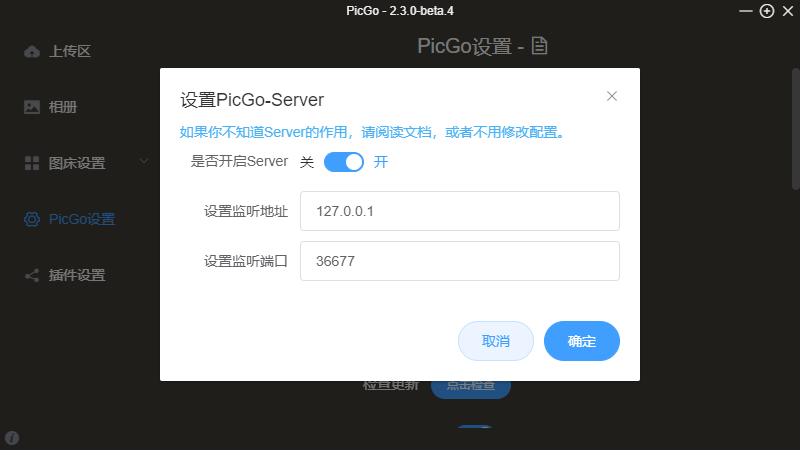 PicGo - 2.3.0-beta.4
上传区
相册
图床设置
PicGo设置
插件设置
PicGo设置 -
设置PicGo-Server
如果你不知道Server的作用，请阅读文档，或者不用修改配置。
是否开启Server 关 开
设置监听地址 127.0.0.1
设置监听端口 36677
取消 确定
检查更新 点击检查